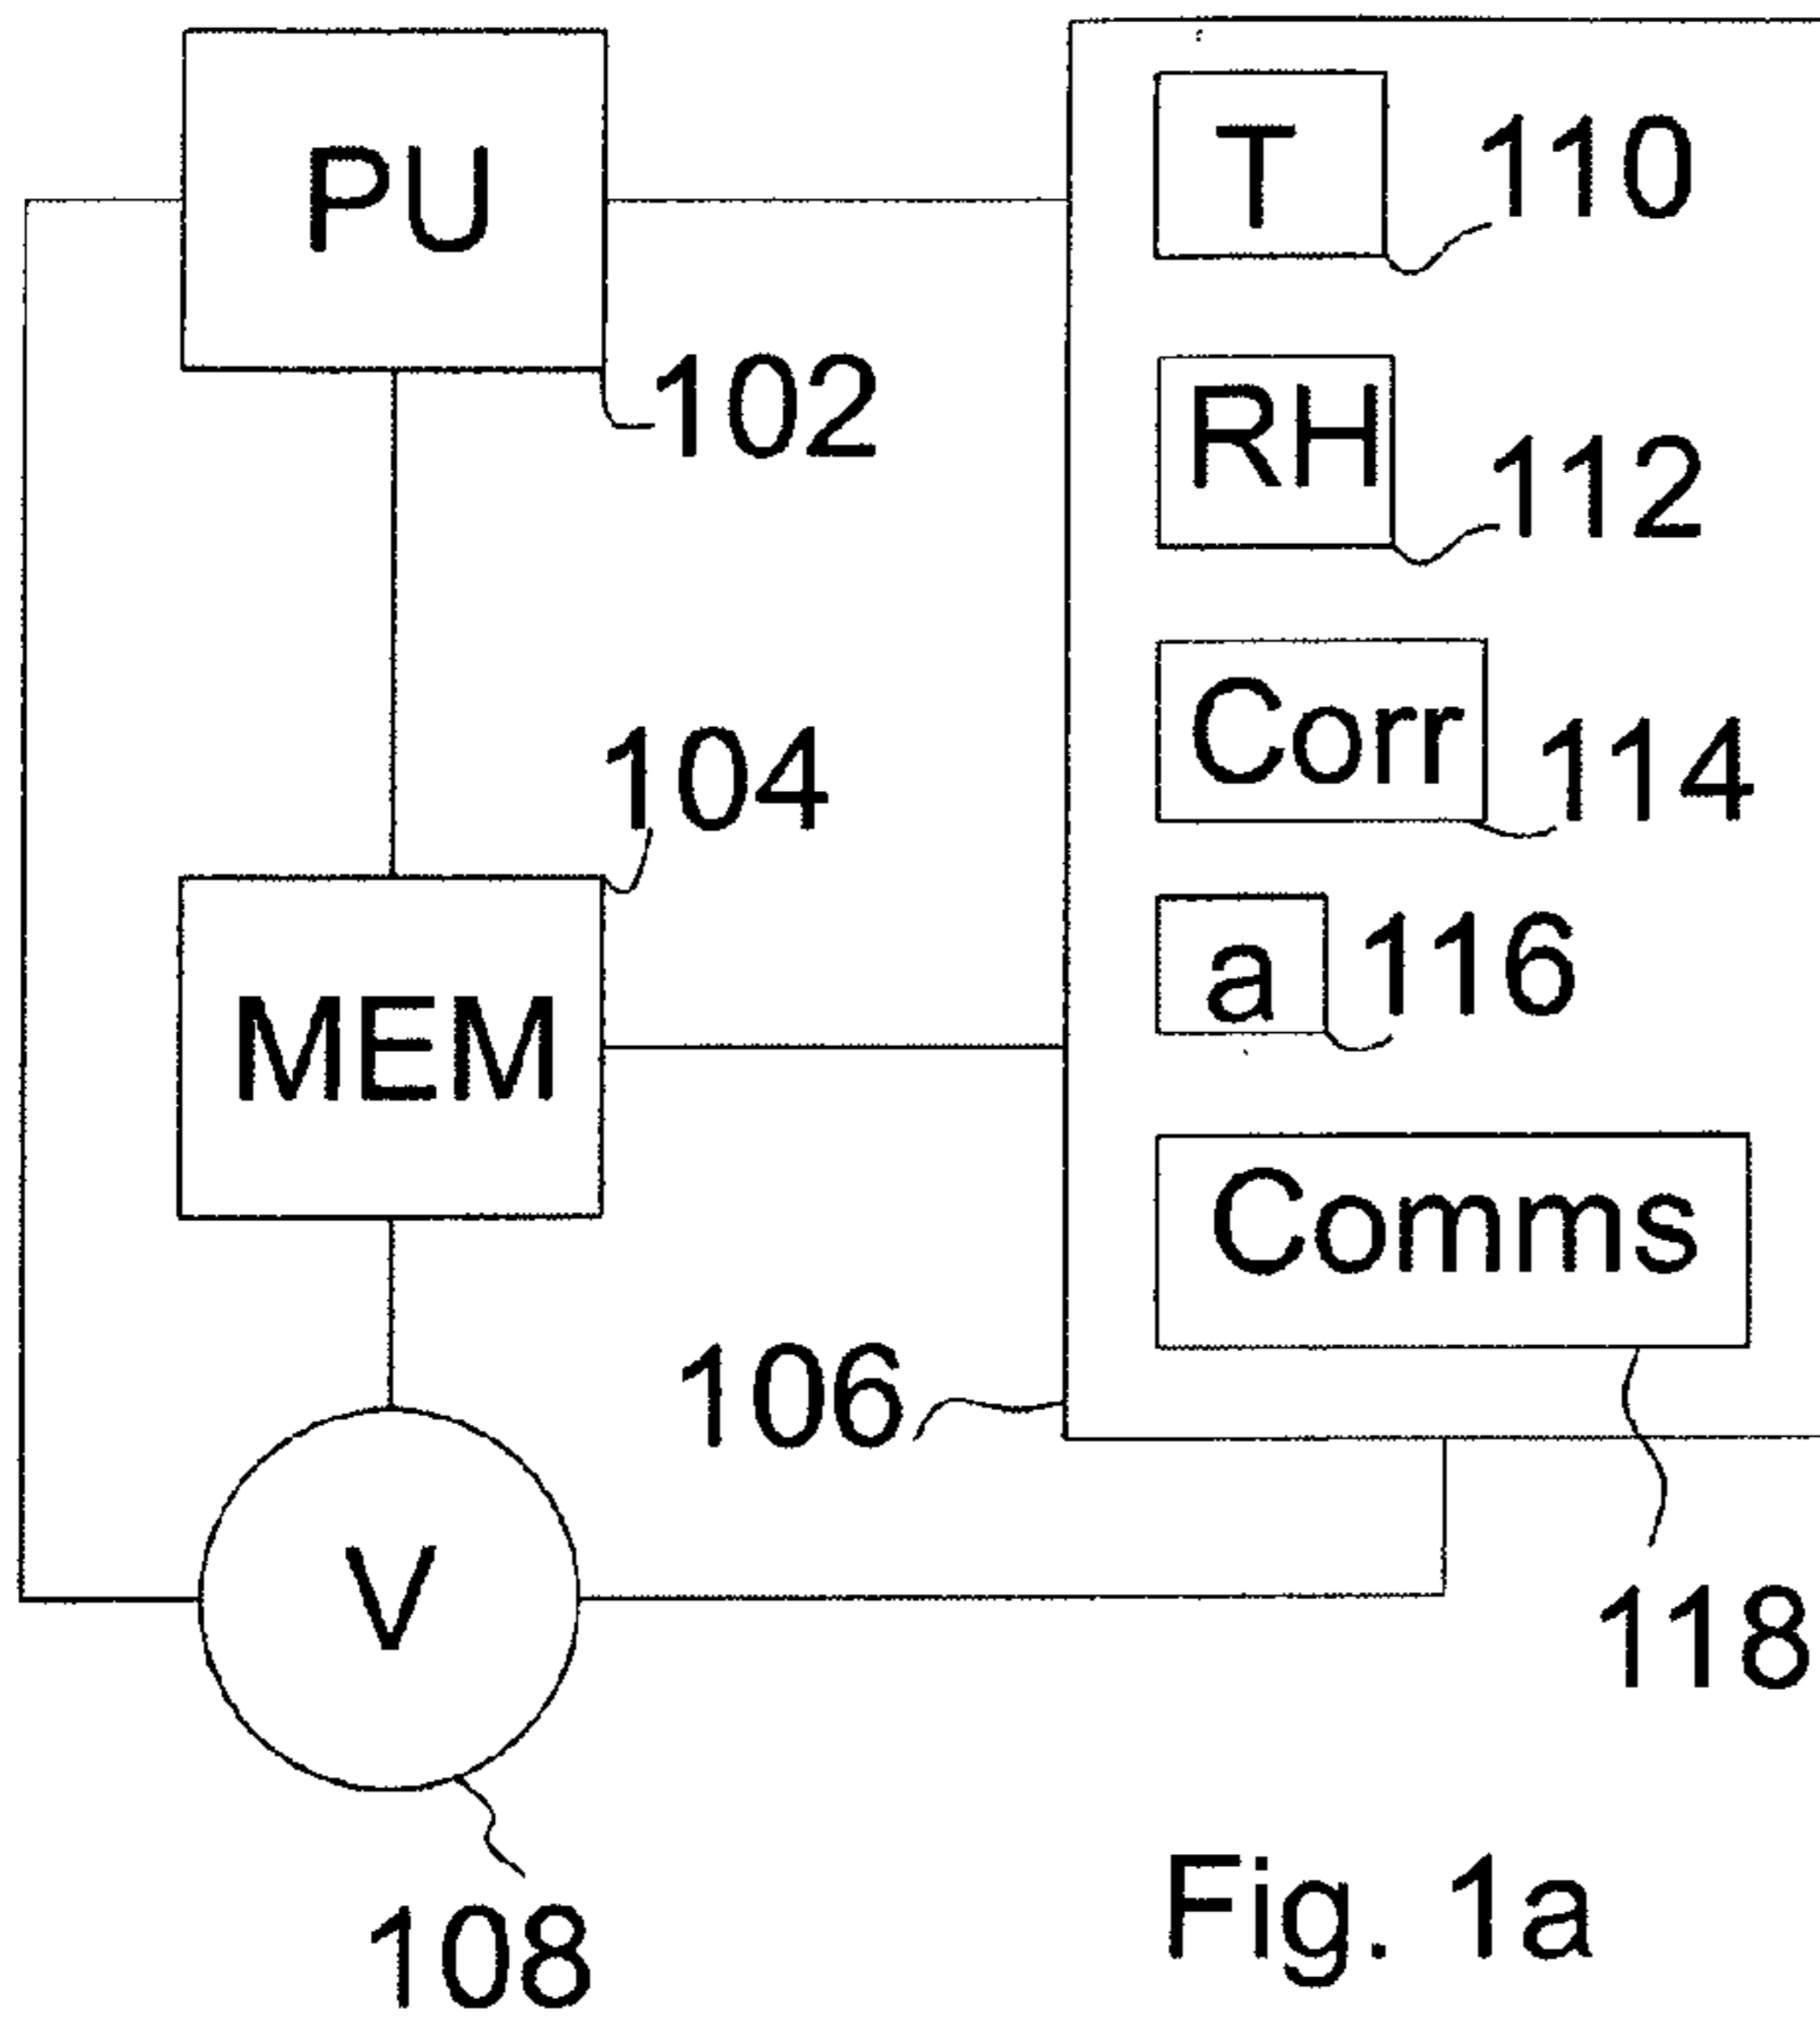 PU
102
104
MEM
V
108
106
T
110
RH
112
Corr
114
a
116
Comms
118
Fig. 1a